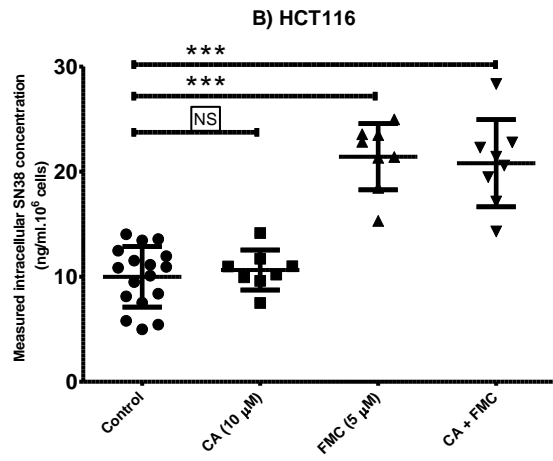 B) HCT116
***
***
NS
30
20
10
0
Measured intracellular SN38 concentration
(ng/ml.10⁶ cells)
Control
CA (10 µM)
FMC (5 µM)
CA + FMC